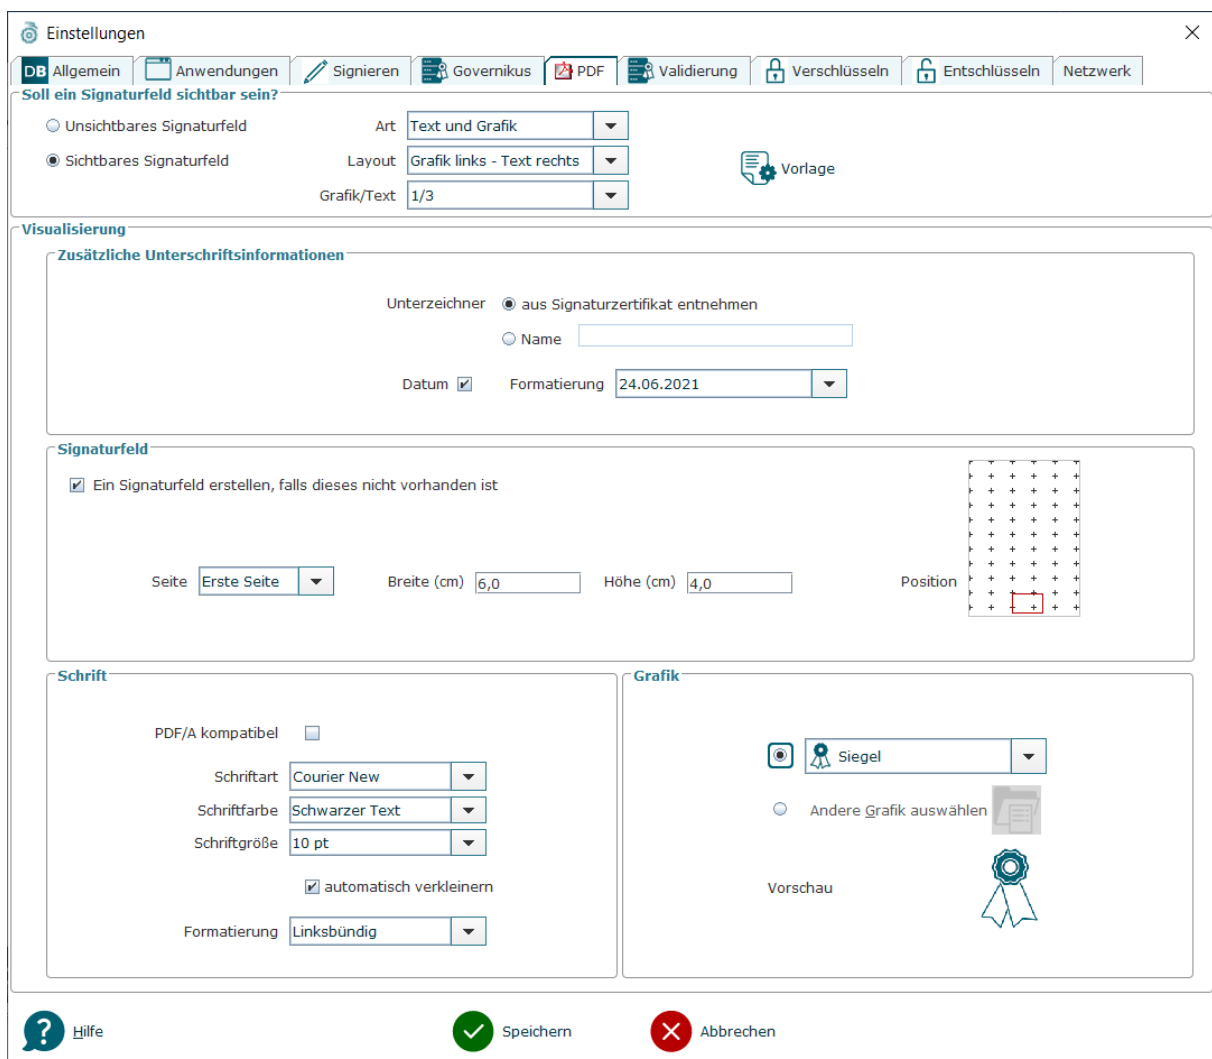 Einstellungen
DB Allgemein Anwendungen Signieren Governikus PDF Validierung Verschlüsseln Entschlüsseln Netzwerk
Soll ein Signaturfeld sichtbar sein?
Unsichtbares Signaturfeld Art Text und Grafik
Sichtbares Signaturfeld Layout Grafik links - Text rechts Vorlage
Grafik/Text 1/3
Visualisierung
Zusätzliche Unterschriftsinformationen
Unterzeichner aus Signaturzertifikat entnehmen
Name
Datum Formatierung 24.06.2021
Signaturfeld
Ein Signaturfeld erstellen, falls dieses nicht vorhanden ist
Seite Erste Seite Breite (cm) 6,0 Höhe (cm) 4,0 Position
Schrift
PDF/A kompatibel
Schriftart Courier New
Schriftfarbe Schwarzer Text
Schriftgröße 10 pt
automatisch verkleinern
Formatierung Linksbündig
Grafik
Siegel
Andere Grafik auswählen
Vorschau
? Hilfe Speichern Abbrechen